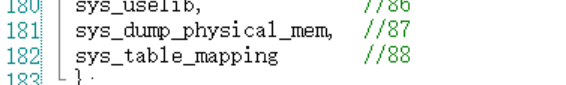 180 sys_uselib, //86
181 sys_dump_physical_mem, //87
182 sys_table_mapping //88
183 };